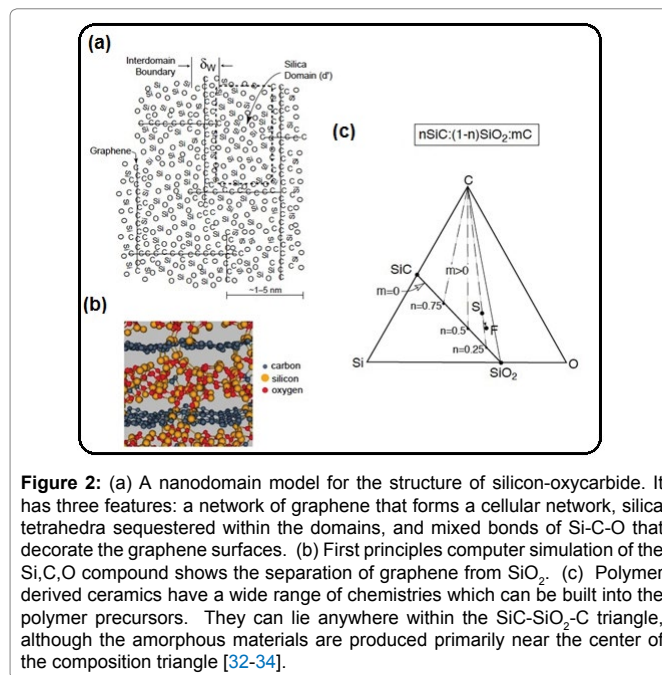 (a)
Interdomain
Boundary
δw
Silica
Domain (d')
Graphene
~1–5 nm
(b)
carbon
silicon
oxygen
(c)
nSiC:(1-n)SiO₂:mC
C
SiC
m>0
m=0
n=0.75
S
F
n=0.5
n=0.25
Si
SiO₂
O
Figure 2: (a) A nanodomain model for the structure of silicon-oxycarbide. It
has three features: a network of graphene that forms a cellular network, silica
tetrahedra sequestered within the domains, and mixed bonds of Si-C-O that
decorate the graphene surfaces. (b) First principles computer simulation of the
Si,C,O compound shows the separation of graphene from SiO₂. (c) Polymer
derived ceramics have a wide range of chemistries which can be built into the
polymer precursors. They can lie anywhere within the SiC-SiO₂-C triangle,
although the amorphous materials are produced primarily near the center of
the composition triangle [32-34].